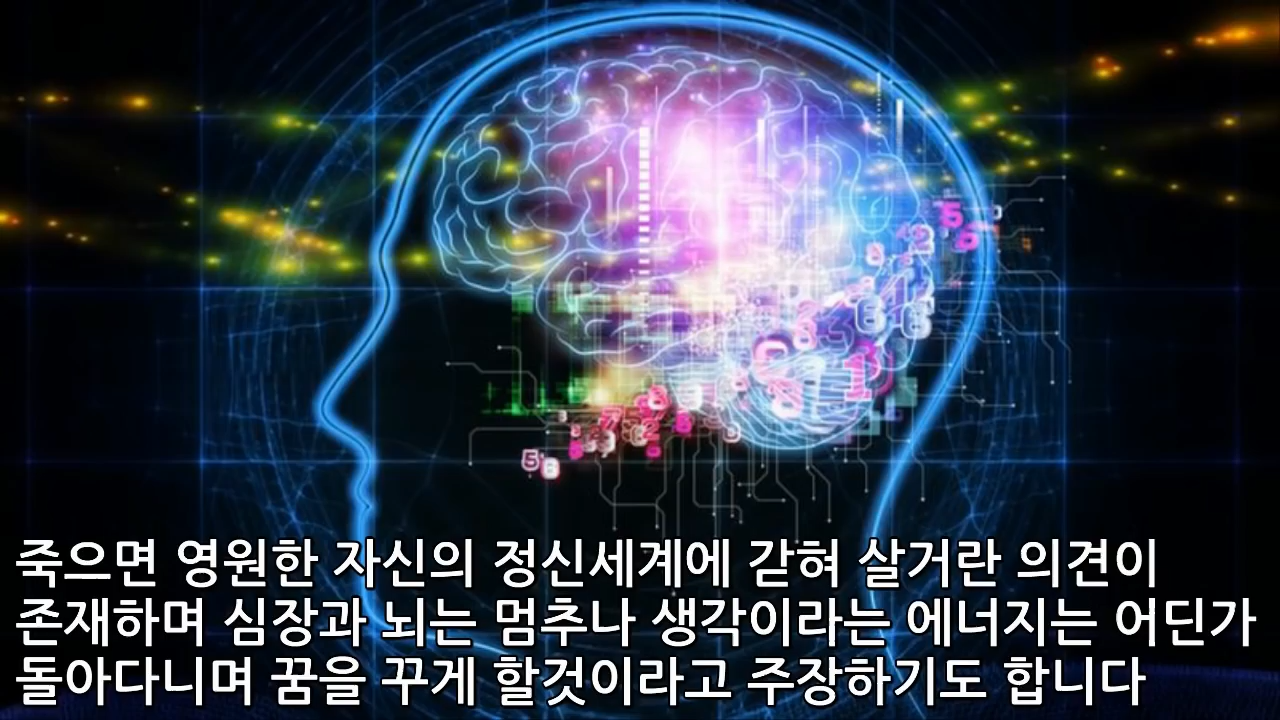 죽으면 영원한 자신의 정신세계에 갇혀 살거란 의견이
존재하며 심장과 뇌는 멈추나 생각이라는 에너지는 어딘가
돌아다니며 꿈을 꾸게 할것이라고 주장하기도 합니다